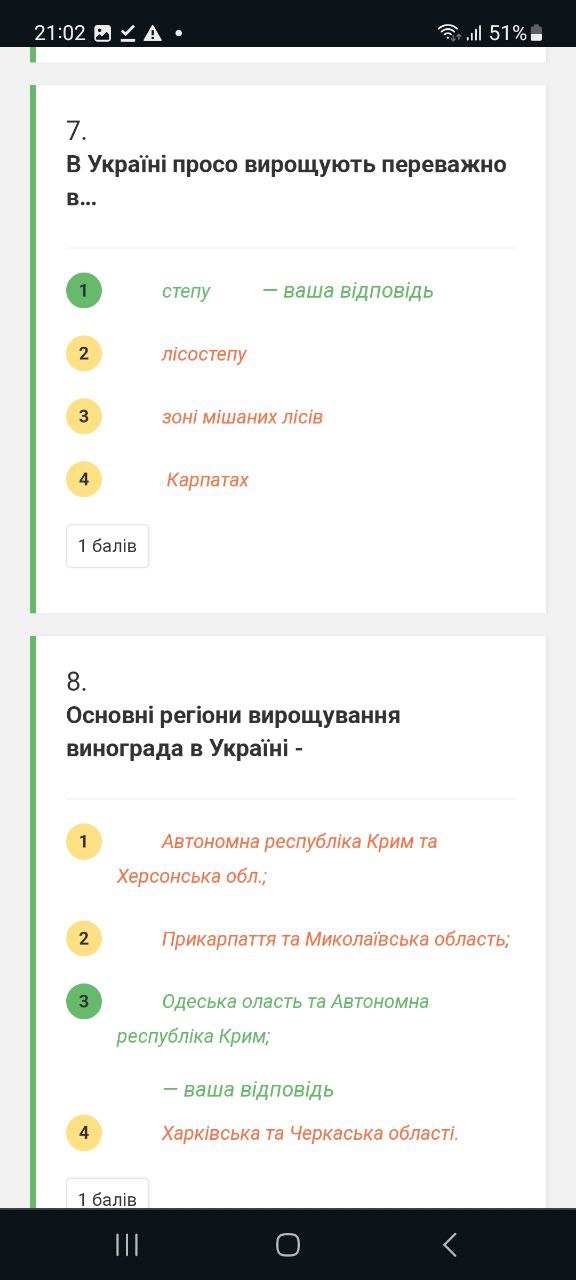 21:02
51%
7.
В Україні просо вирощують переважно
в...
1 степу — ваша відповідь
2 лісостепу
3 зоні мішаних лісів
4 Карпатах
1 балів
8.
Основні регіони вирощування
винограда в Україні -
1 Автономна республіка Крим та
Херсонська обл.;
2 Прикарпаття та Миколаївська область;
3 Одеська оласть та Автономна
республіка Крим;
— ваша відповідь
4 Харківська та Черкаська області.
1 балів